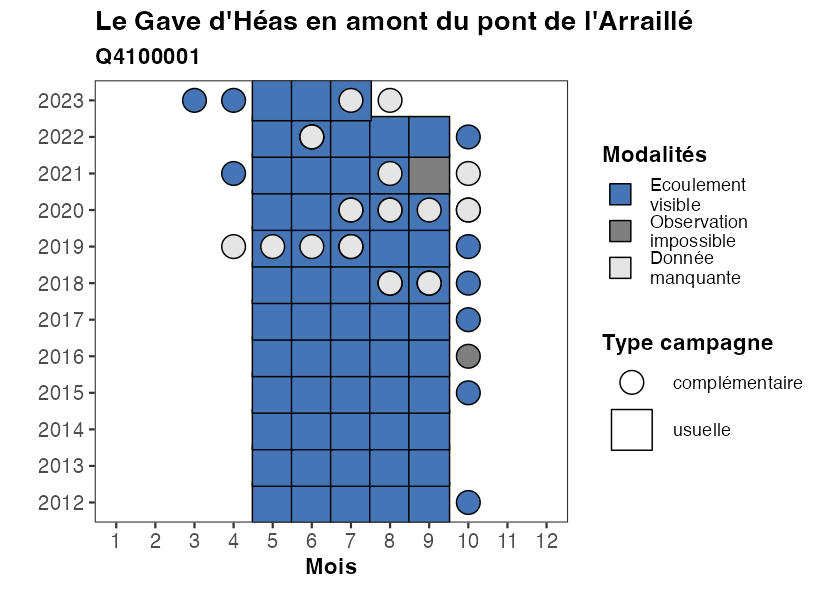 Le Gave d'Héas en amont du pont de l'Arraillé
Q4100001
2023
2022
2021
2020
2019
2018
2017
2016
2015
2014
2013
2012
1 2 3 4 5 6 7 8 9 10 11 12
Mois
Modalités
Ecoulement
visible
Observation
impossible
Donnée
manquante
Type campagne
complémentaire
usuelle